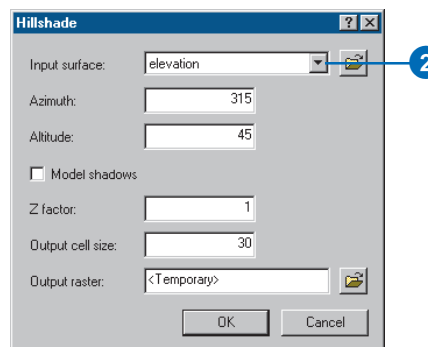 Hillshade
Input surface: elevation
2
Azimuth: 315
Altitude: 45
Model shadows
Z factor: 1
Output cell size: 30
Output raster: <Temporary>
OK Cancel